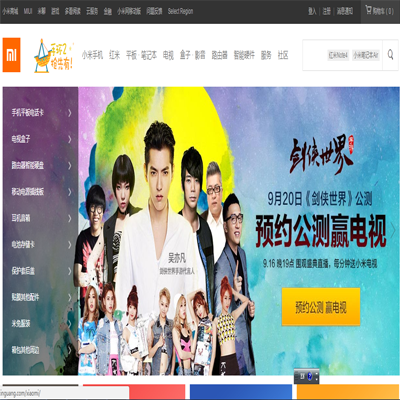 小米商城 MIUI 米聊 游戏 多看阅读 云服务 金融 小米网移动版 问题反馈 Select Region
登录 | 注册 | 消息通知 购物车 (0)
mi
手环2
小米手机 红米 平板 · 笔记本 电视 盒子 · 影音 路由器 智能硬件 服务 社区
红米Note4 小米笔记本Air
手机平板电话卡
电视盒子
路由器智能硬盘
移动电源插线板
耳机音箱
电池存储卡
保护套后盖
贴膜其他配件
米兔服装
箱包其他周边
剑侠世界
9月20日《剑侠世界》公测
预约公测赢电视
9.16 晚19点 围观盛典直播，每分钟送小米电视
预约公测 赢电视
吴亦凡
剑侠世界手游代言人
inguang.com/xiaomi/